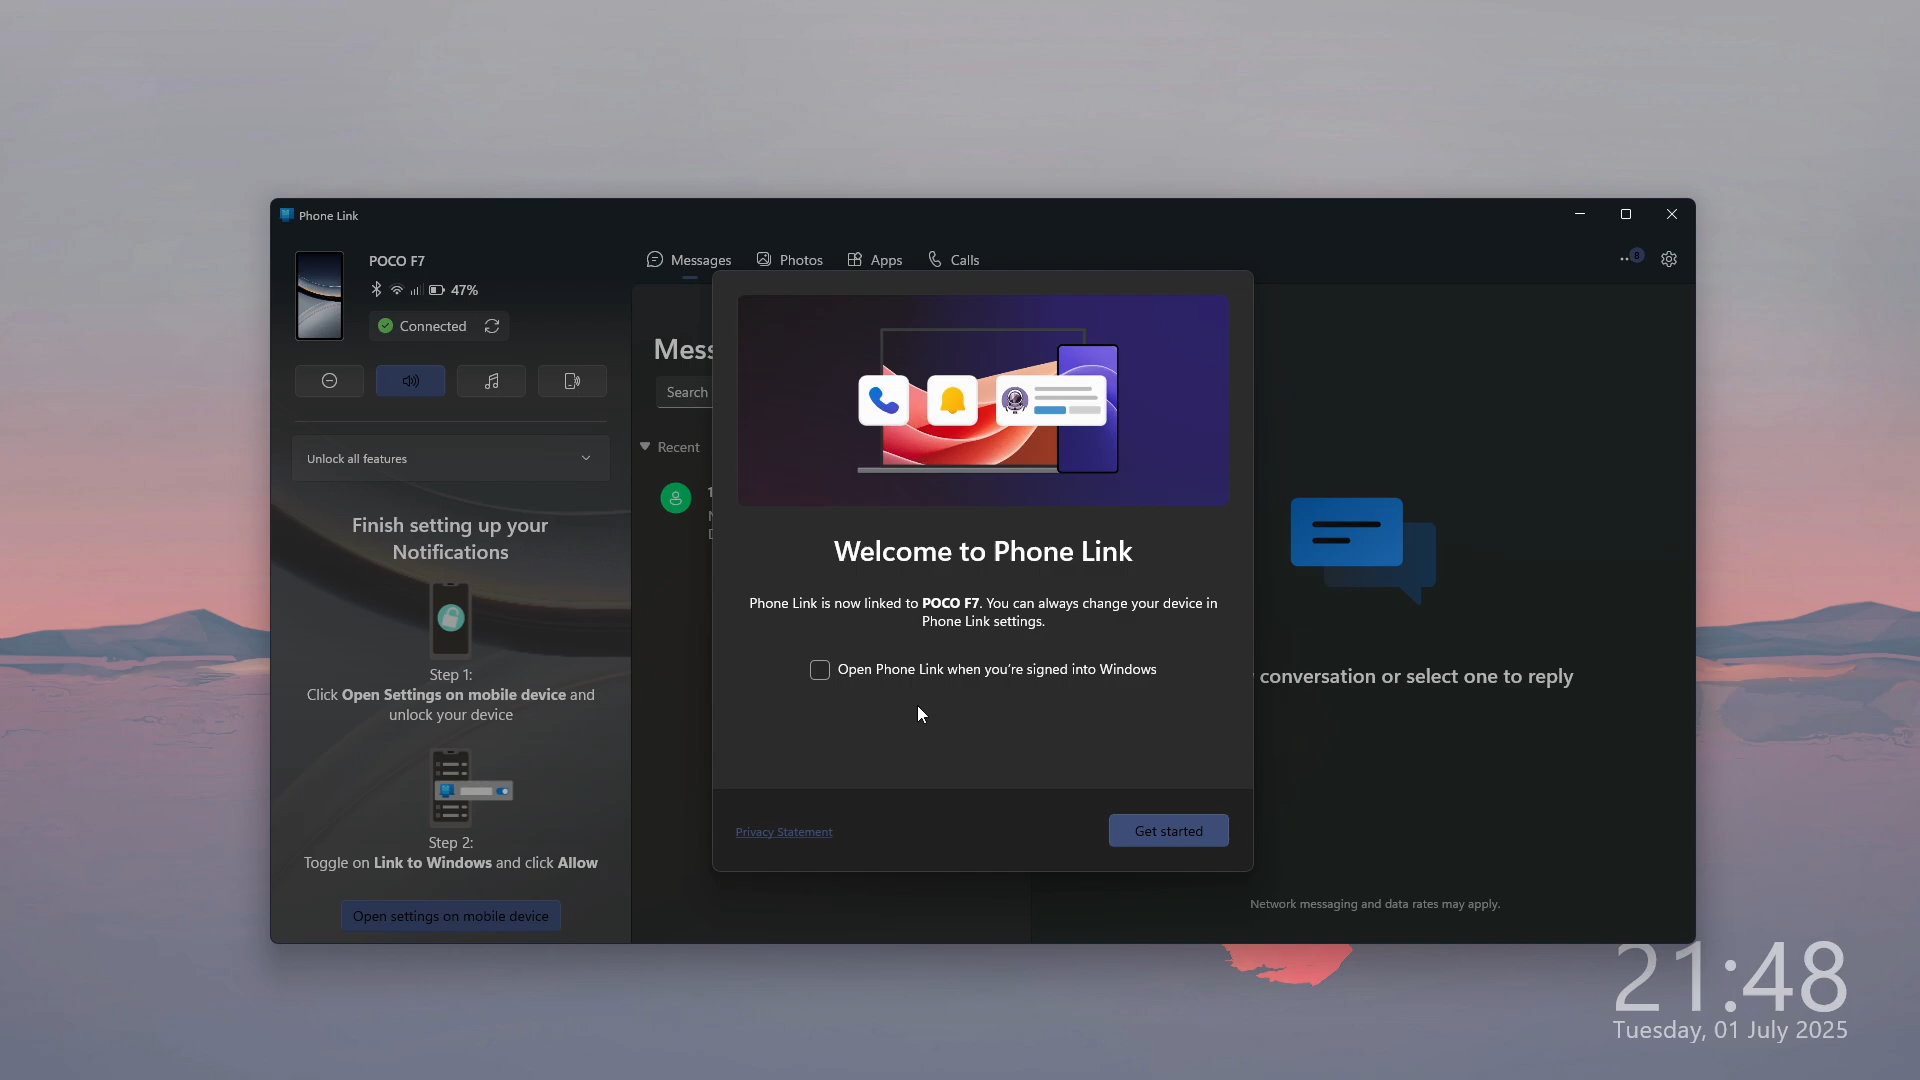 Phone Link
POCO F7
47%
Connected
Unlock all features
Finish setting up your
Notifications
Step 1:
Click Open Settings on mobile device and
unlock your device
Step 2:
Toggle on Link to Windows and click Allow
Open settings on mobile device
Messages Photos Apps Calls
8
Mess
Search
Recent
Welcome to Phone Link
Phone Link is now linked to POCO F7. You can always change your device in
Phone Link settings.
Open Phone Link when you're signed into Windows
Privacy Statement
Get started
conversation or select one to reply
Network messaging and data rates may apply.
21:48
Tuesday, 01 July 2025